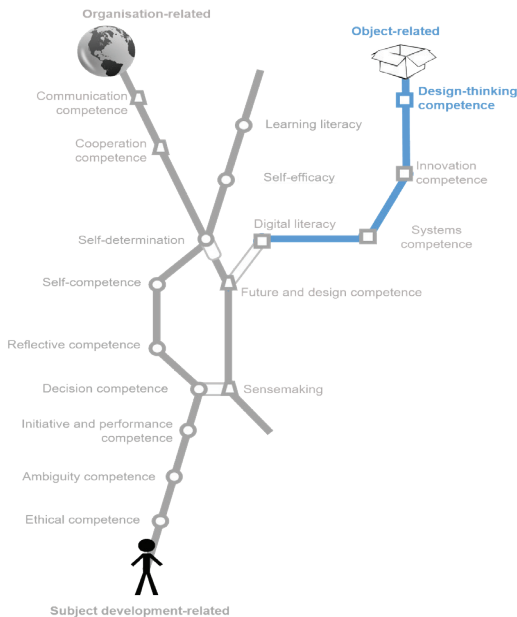 Organisation-related
Object-related
Design-thinking
competence
Communication
competence
Learning literacy
Cooperation
competence
Innovation
competence
Self-efficacy
Digital literacy
Systems
competence
Self-determination
Self-competence
Future and design competence
Reflective competence
Decision competence
Sensemaking
Initiative and performance
competence
Ambiguity competence
Ethical competence
Subject development-related